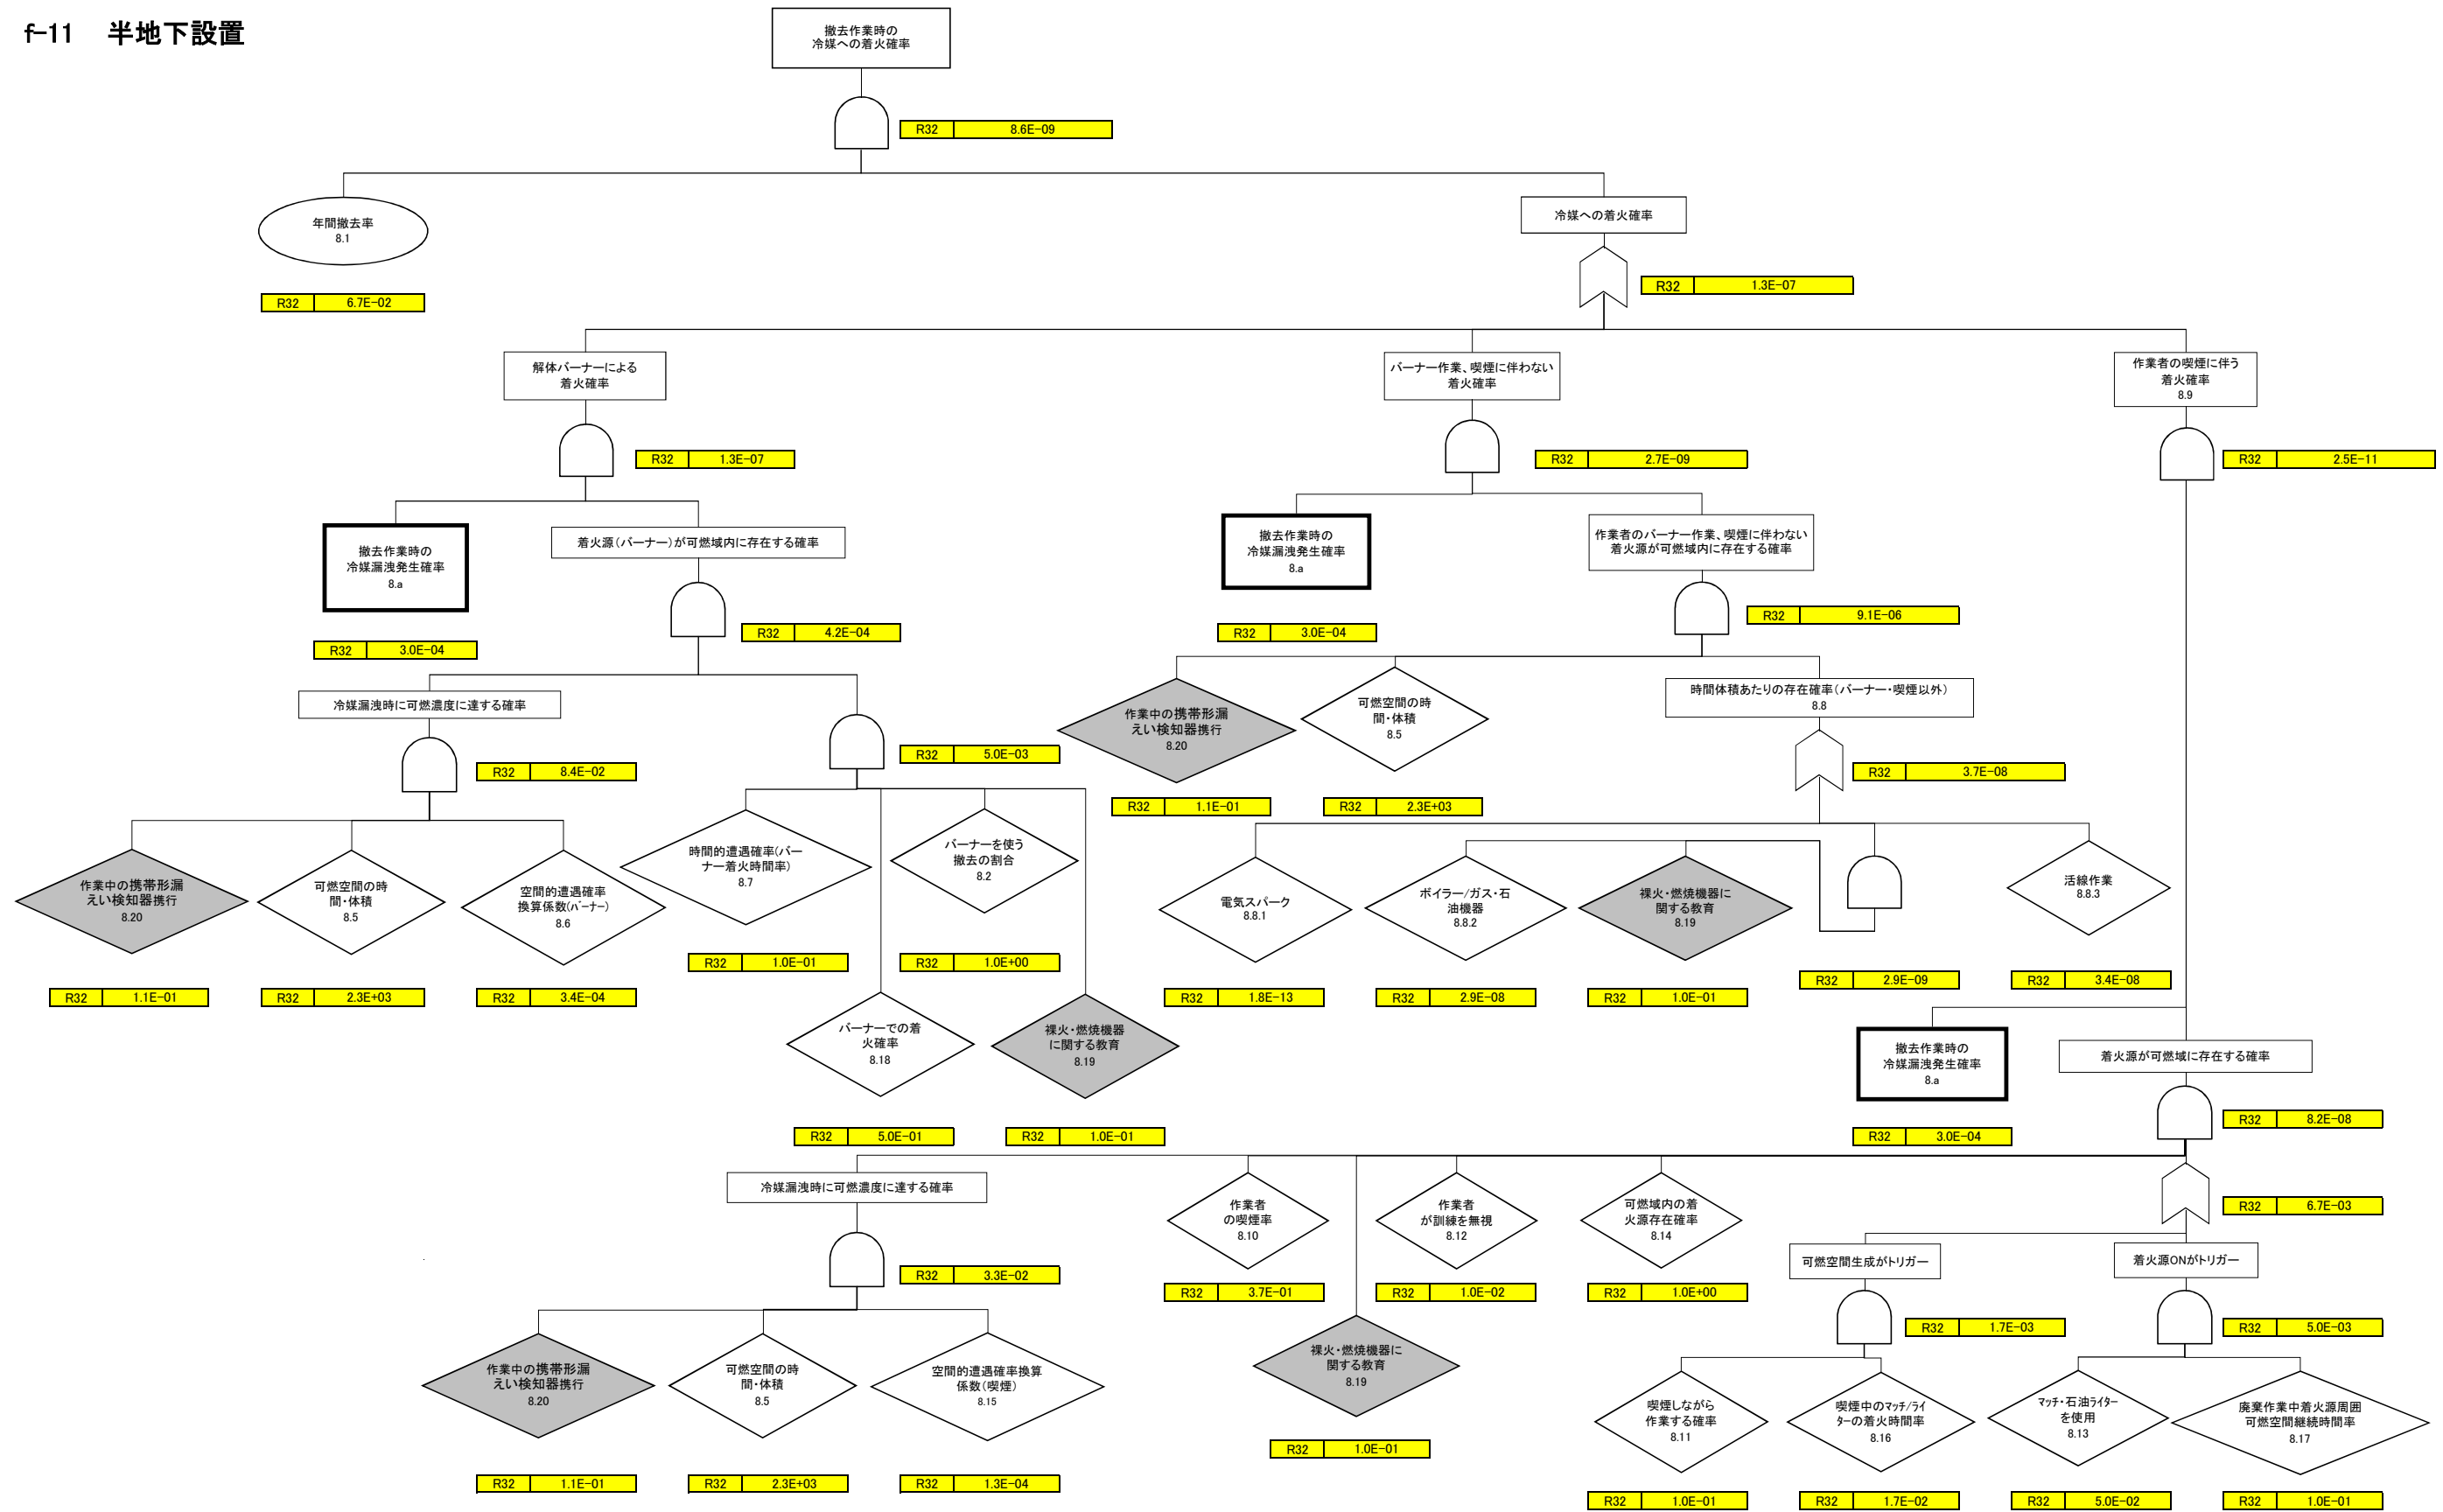 f-11　半地下設置
撤去作業時の
冷媒への着火確率
R32 8.6E-09
年間撤去率
8.1
R32 6.7E-02
冷媒への着火確率
R32 1.3E-07
解体バーナーによる
着火確率
R32 1.3E-07
バーナー作業、喫煙に伴わない
着火確率
R32 2.7E-09
作業者の喫煙に伴う
着火確率
8.9
R32 2.5E-11
撤去作業時の
冷媒漏洩発生確率
8.a
R32 3.0E-04
着火源(バーナー)が可燃域内に存在する確率
R32 4.2E-04
撤去作業時の
冷媒漏洩発生確率
8.a
R32 3.0E-04
作業者のバーナー作業、喫煙に伴わない
着火源が可燃域内に存在する確率
R32 9.1E-06
冷媒漏洩時に可燃濃度に達する確率
R32 8.4E-02
R32 5.0E-03
作業中の携帯形漏
えい検知器携行
8.20
R32 1.1E-01
可燃空間の時
間・体積
8.5
R32 2.3E+03
時間体積あたりの存在確率(バーナー・喫煙以外)
8.8
R32 3.7E-08
作業中の携帯形漏
えい検知器携行
8.20
R32 1.1E-01
可燃空間の時
間・体積
8.5
R32 2.3E+03
空間的遭遇確率
換算係数(バーナー)
8.6
R32 3.4E-04
時間的遭遇確率(バー
ナー着火時間率)
8.7
R32 1.0E-01
バーナーを使う
撤去の割合
8.2
R32 1.0E+00
バーナーでの着
火確率
8.18
R32 5.0E-01
裸火・燃焼機器
に関する教育
8.19
R32 1.0E-01
電気スパーク
8.8.1
R32 1.8E-13
ボイラー/ガス・石
油機器
8.8.2
R32 2.9E-08
裸火・燃焼機器に
関する教育
8.19
R32 1.0E-01
R32 2.9E-09
活線作業
8.8.3
R32 3.4E-08
撤去作業時の
冷媒漏洩発生確率
8.a
R32 3.0E-04
着火源が可燃域に存在する確率
R32 8.2E-08
冷媒漏洩時に可燃濃度に達する確率
R32 3.3E-02
作業者
の喫煙率
8.10
R32 3.7E-01
裸火・燃焼機器に
関する教育
8.19
R32 1.0E-01
作業者
が訓練を無視
8.12
R32 1.0E-02
可燃域内の着
火源存在確率
8.14
R32 1.0E+00
R32 6.7E-03
可燃空間生成がトリガー
R32 1.7E-03
着火源ONがトリガー
R32 5.0E-03
作業中の携帯形漏
えい検知器携行
8.20
R32 1.1E-01
可燃空間の時
間・体積
8.5
R32 2.3E+03
空間的遭遇確率換算
係数(喫煙)
8.15
R32 1.3E-04
喫煙しながら
作業する確率
8.11
R32 1.0E-01
喫煙中のマッチ/ライ
ターの着火時間率
8.16
R32 1.7E-02
マッチ・石油ライター
を使用
8.13
R32 5.0E-02
廃棄作業中着火源周囲
可燃空間継続時間率
8.17
R32 1.0E-01